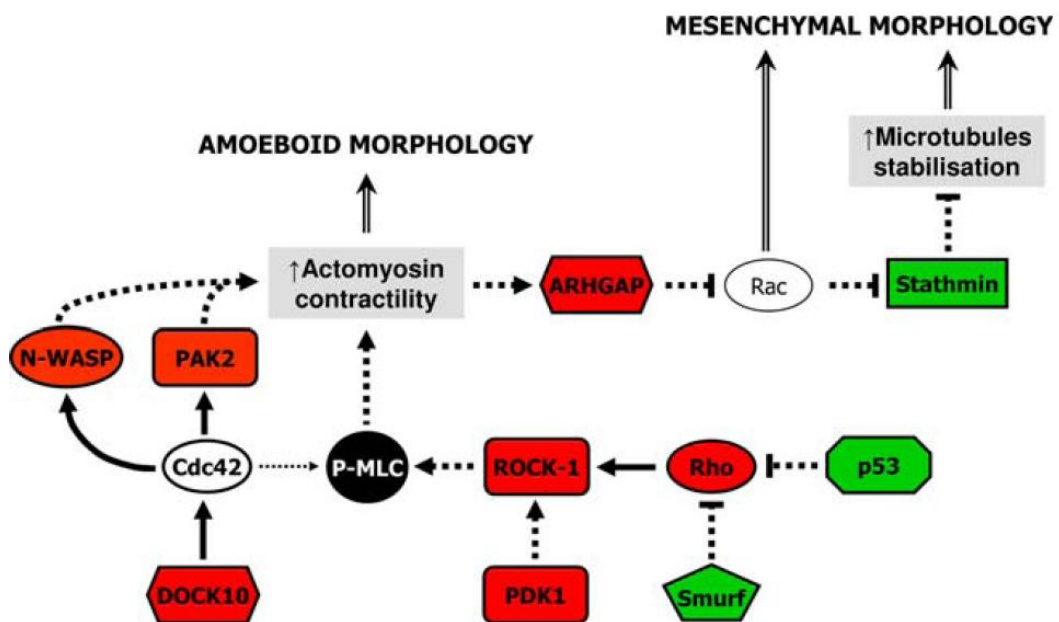 MESENCHYMAL MORPHOLOGY
AMOEBOID MORPHOLOGY
↑Microtubules
stabilisation
↑Actomyosin
contractility
ARHGAP
Rac
Stathmin
N-WASP
PAK2
Cdc42
P-MLC
ROCK-1
Rho
p53
DOCK10
PDK1
Smurf